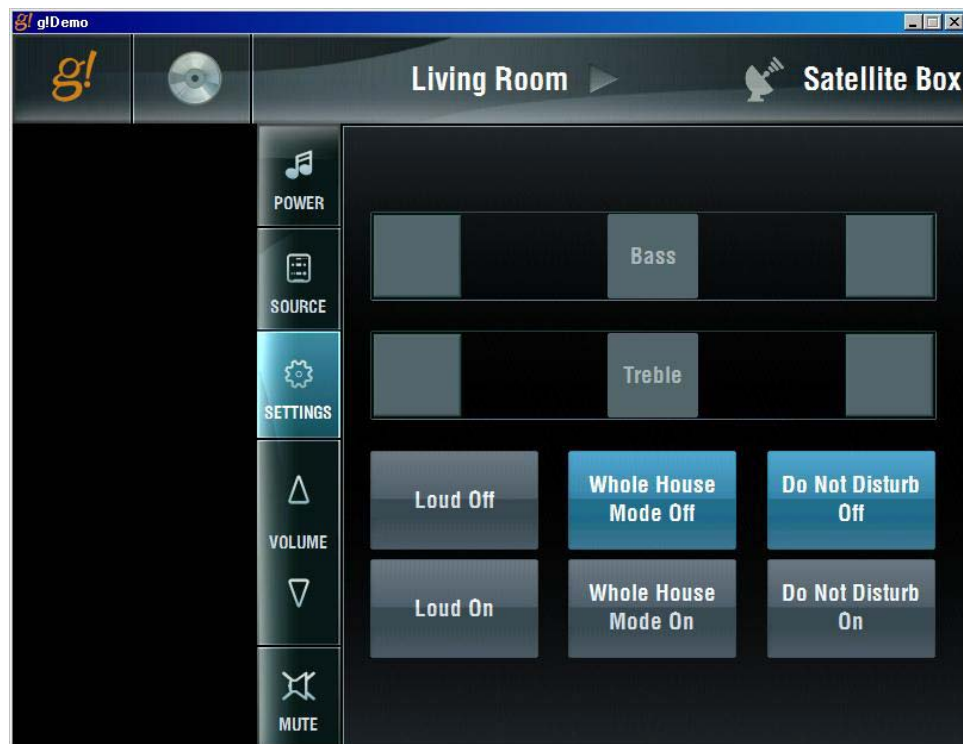 g! g!Demo
g! Living Room Satellite Box
POWER
SOURCE
SETTINGS
VOLUME
MUTE
Bass
Treble
Loud Off
Whole House
Mode Off
Do Not Disturb
Off
Loud On
Whole House
Mode On
Do Not Disturb
On